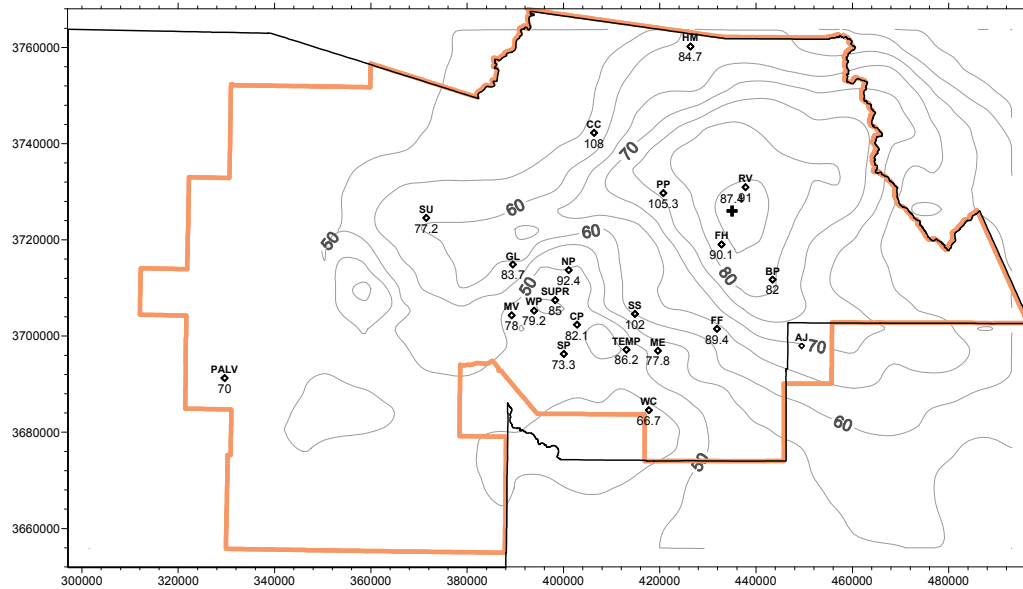 3760000
HM
84.7
CC
108
3740000
70
PP
105.3
RV
87.4
91
60
SU
77.2
3720000
50
60
FH
90.1
GL
83.7
NP
92.4
80
BP
82
50
SUPR
85
MV
78
WP
79.2
CP
82.1
SS
102
FF
89.4
3700000
SP
73.3
TEMP
86.2
ME
77.8
AJ
70
PALV
70
WC
66.7
60
3680000
50
3660000
300000 320000 340000 360000 380000 400000 420000 440000 460000 480000